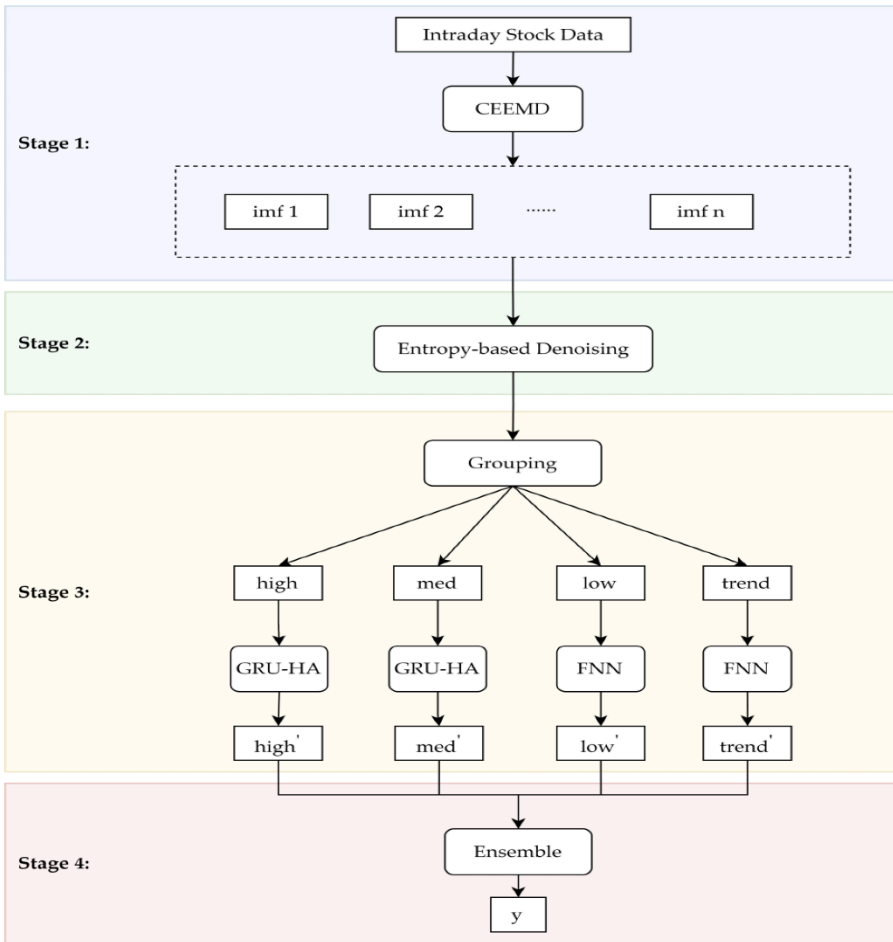 Intraday Stock Data
CEEMD
Stage 1:
imf 1 imf 2 ...... imf n
Stage 2:
Entropy-based Denoising
Grouping
Stage 3:
high med low trend
GRU-HA GRU-HA FNN FNN
high' med' low' trend'
Ensemble
Stage 4:
y